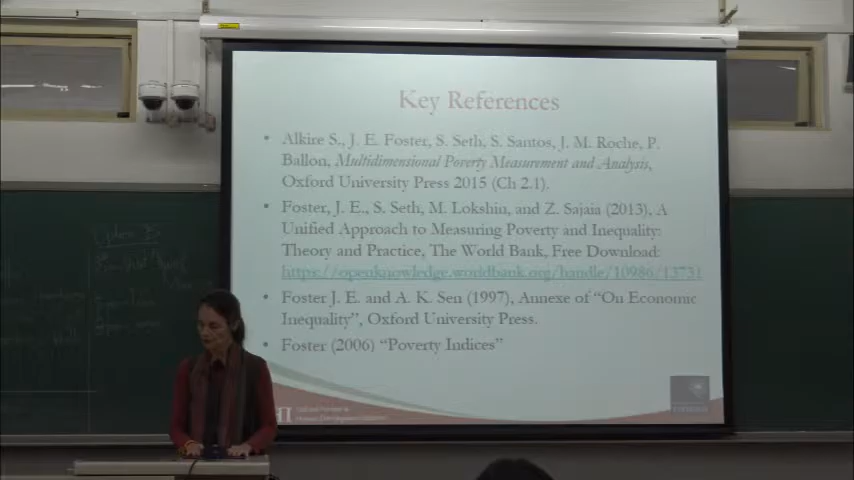 Key References
• Alkire S., J. E. Foster, S. Seth, S. Santos, J. M. Roche, P.
Ballon, Multidimensional Poverty Measurement and Analysis,
Oxford University Press 2015 (Ch 2.1).
• Foster, J. E., S. Seth, M. Lokshin, and Z. Sajaia (2013), A
Unified Approach to Measuring Poverty and Inequality:
Theory and Practice, The World Bank, Free Download:
https://openknowledge.worldbank.org/handle/10986/13731
• Foster J. E. and A. K. Sen (1997), Annexe of “On Economic
Inequality”, Oxford University Press.
• Foster (2006) “Poverty Indices”